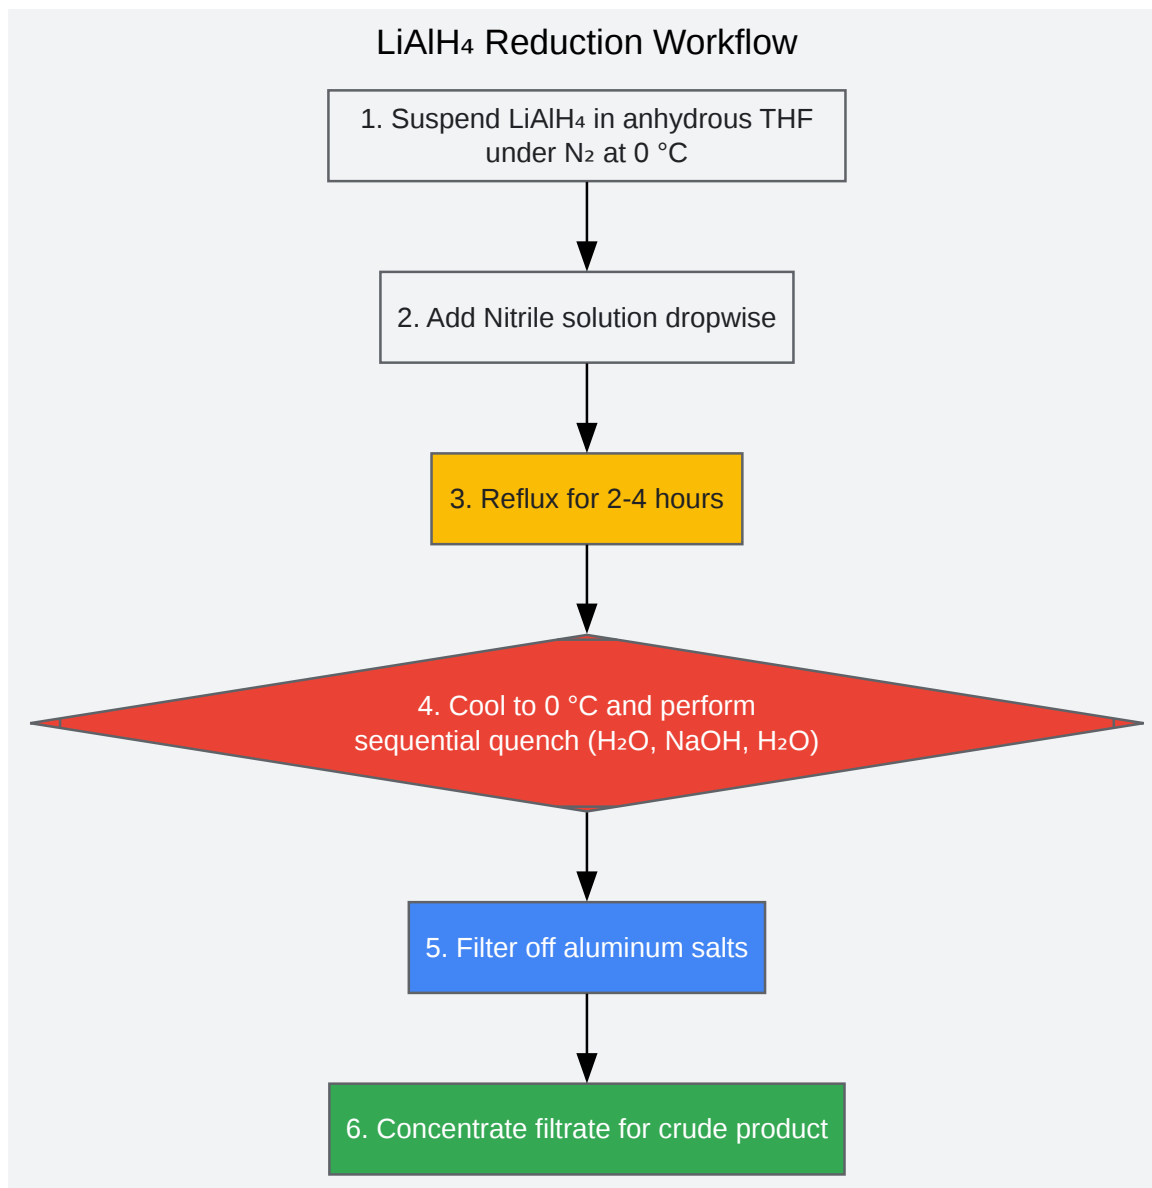 LiAlH₄ Reduction Workflow
1. Suspend LiAlH₄ in anhydrous THF
under N₂ at 0 °C
2. Add Nitrile solution dropwise
3. Reflux for 2-4 hours
4. Cool to 0 °C and perform
sequential quench (H₂O, NaOH, H₂O)
5. Filter off aluminum salts
6. Concentrate filtrate for crude product